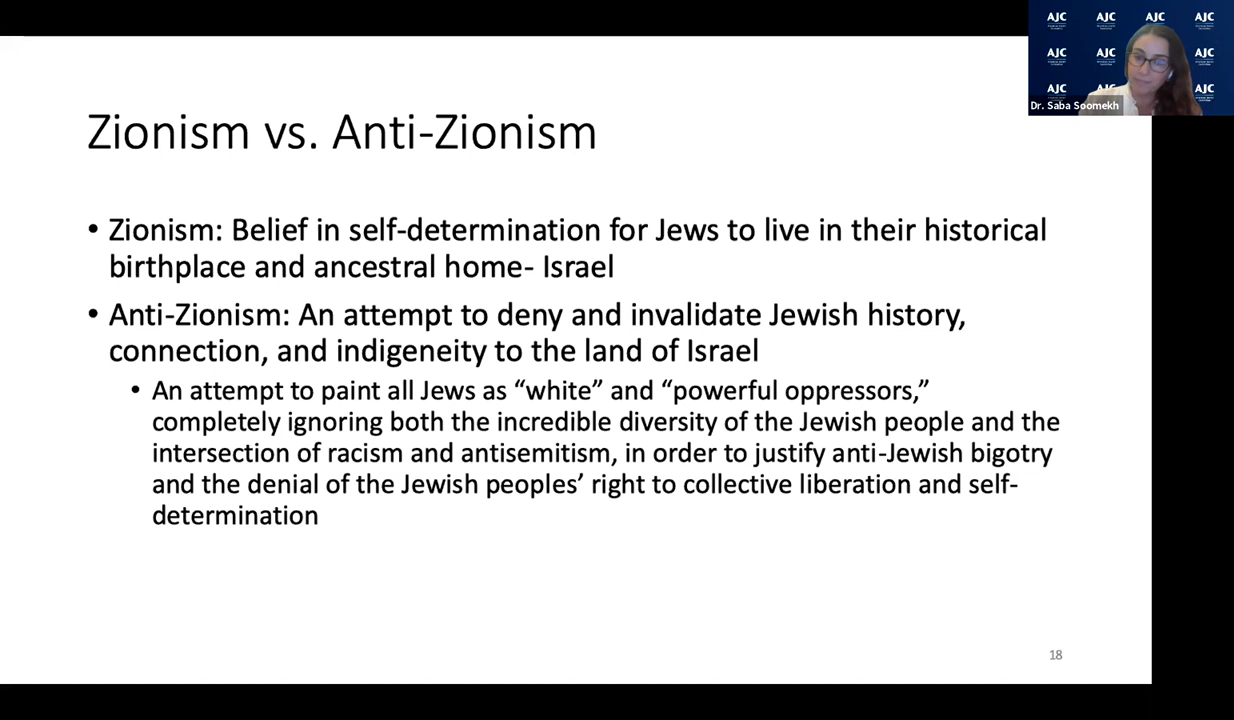 AJC AJC AJC AJC
AJC AJC AJC
AJC AJC AJC
Dr. Saba Soomekh
Zionism vs. Anti-Zionism
• Zionism: Belief in self-determination for Jews to live in their historical
birthplace and ancestral home- Israel
• Anti-Zionism: An attempt to deny and invalidate Jewish history,
connection, and indigeneity to the land of Israel
• An attempt to paint all Jews as “white” and “powerful oppressors,”
completely ignoring both the incredible diversity of the Jewish people and the
intersection of racism and antisemitism, in order to justify anti-Jewish bigotry
and the denial of the Jewish peoples’ right to collective liberation and self-
determination
18